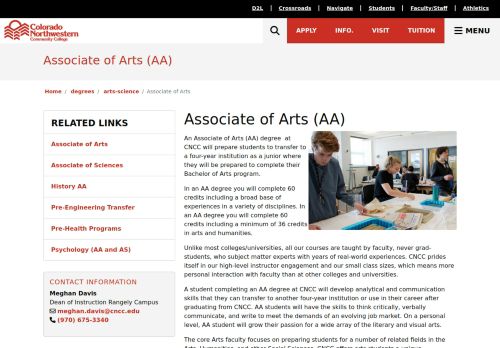 D2L | Crossroads | Navigate | Students | Faculty/Staff | Athletics
Colorado
Northwestern
Community College
APPLY INFO. VISIT TUITION MENU
Associate of Arts (AA)
Home / degrees / arts-science / Associate of Arts
RELATED LINKS
Associate of Arts
Associate of Sciences
History AA
Pre-Engineering Transfer
Pre-Health Programs
Psychology (AA and AS)
CONTACT INFORMATION
Meghan Davis
Dean of Instruction Rangely Campus
meghan.davis@cncc.edu
(970) 675-3340
Associate of Arts (AA)
An Associate of Arts (AA) degree at
CNCC will prepare students to transfer to
a four-year institution as a junior where
they will be prepared to complete their
Bachelor of Arts program.
In an AA degree you will complete 60
credits including a broad base of
experiences in a variety of disciplines. In
an AA degree you will complete 60
credits including a minimum of 36 credits
in arts and humanities.
Unlike most colleges/universities, all our courses are taught by faculty, never grad-
students, who subject matter experts with years of real-world experiences. CNCC prides
itself in our high-level instructor engagement and our small class sizes, which means more
personal interaction with faculty than at other colleges and universities.
A student completing an AA degree at CNCC will develop analytical and communication
skills that they can transfer to another four-year institution or use in their career after
graduating from CNCC. AA students will have the skills to think critically, verbally
communicate, and write to meet the demands of an evolving job market. On a personal
level, AA student will grow their passion for a wide array of the literary and visual arts.
The core Arts faculty focuses on preparing students for a number of related fields in the